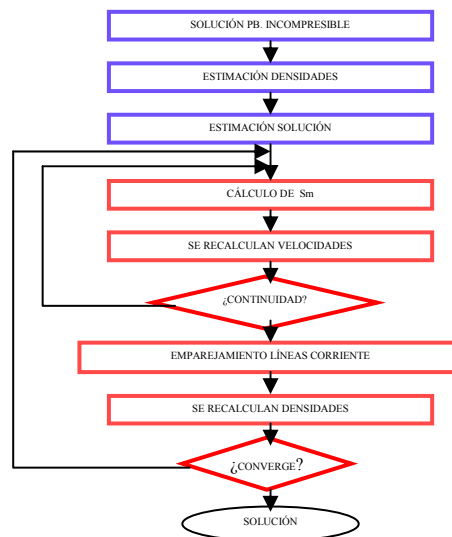 SOLUCIÓN PB. INCOMPRESIBLE
ESTIMACIÓN DENSIDADES
ESTIMACIÓN SOLUCIÓN
CÁLCULO DE Sm
SE RECALCULAN VELOCIDADES
¿CONTINUIDAD?
EMPAREJAMIENTO LÍNEAS CORRIENTE
SE RECALCULAN DENSIDADES
¿CONVERGE?
SOLUCIÓN